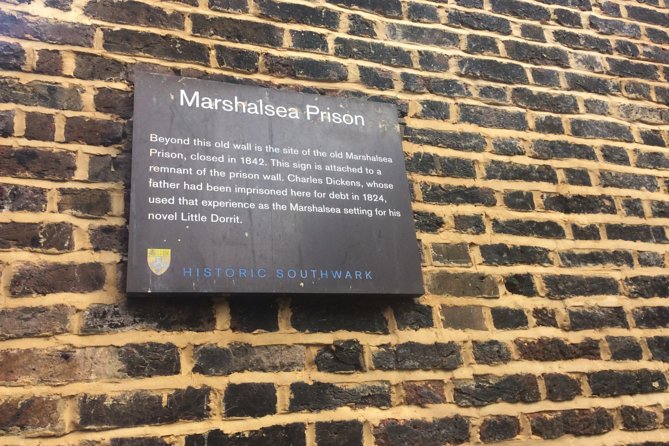 Marshalsea Prison
Beyond this old wall is the site of the old Marshalsea
Prison, closed in 1842. This sign is attached to a
remnant of the prison wall. Charles Dickens, whose
father had been imprisoned here for debt in 1824,
used that experience as the Marshalsea setting for his
novel Little Dorrit.
HISTORIC SOUTHWARK